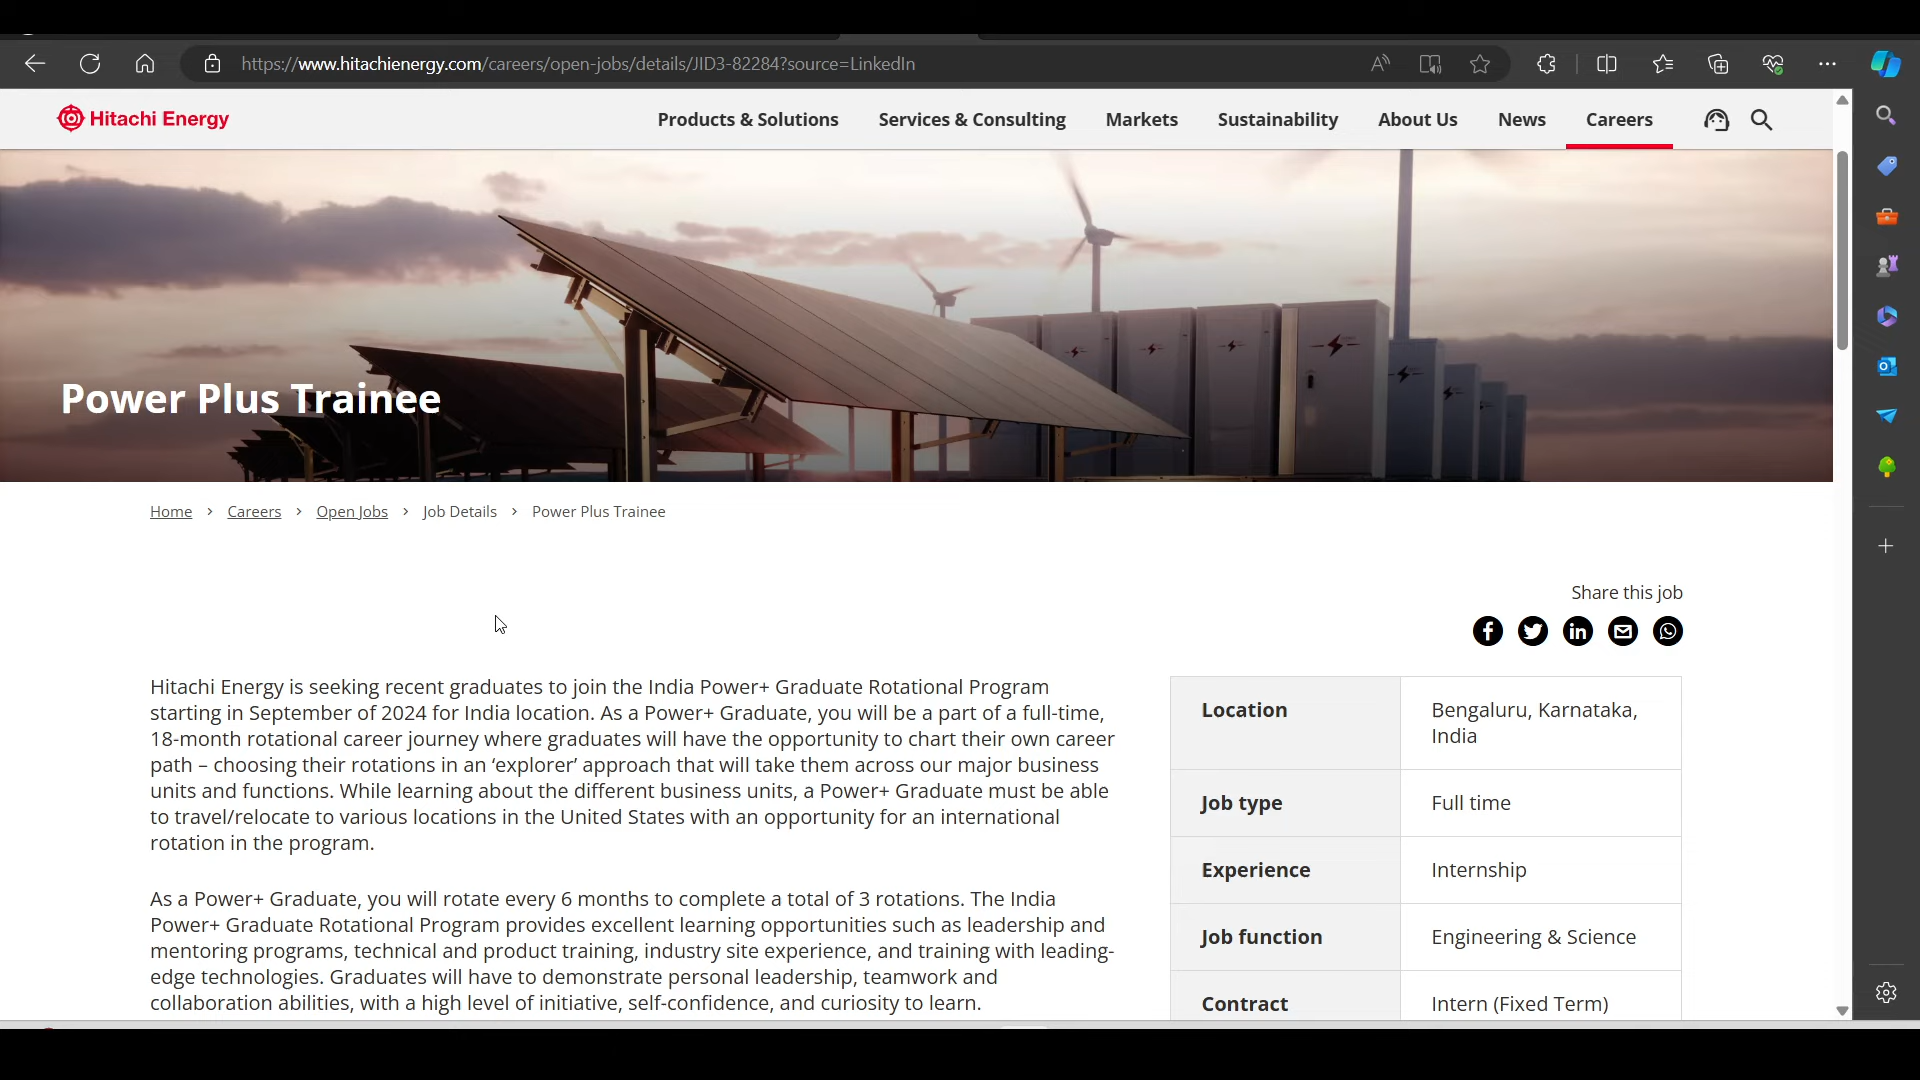 https://www.hitachienergy.com/careers/open-jobs/details/JID3-82284?source=LinkedIn
Hitachi Energy
Products & Solutions
Services & Consulting
Markets
Sustainability
About Us
News
Careers
Power Plus Trainee
Home > Careers > Open Jobs > Job Details > Power Plus Trainee
Share this job
Hitachi Energy is seeking recent graduates to join the India Power+ Graduate Rotational Program
starting in September of 2024 for India location. As a Power+ Graduate, you will be a part of a full-time,
18-month rotational career journey where graduates will have the opportunity to chart their own career
path – choosing their rotations in an ‘explorer’ approach that will take them across our major business
units and functions. While learning about the different business units, a Power+ Graduate must be able
to travel/relocate to various locations in the United States with an opportunity for an international
rotation in the program.
As a Power+ Graduate, you will rotate every 6 months to complete a total of 3 rotations. The India
Power+ Graduate Rotational Program provides excellent learning opportunities such as leadership and
mentoring programs, technical and product training, industry site experience, and training with leading-
edge technologies. Graduates will have to demonstrate personal leadership, teamwork and
collaboration abilities, with a high level of initiative, self-confidence, and curiosity to learn.
Location
Bengaluru, Karnataka,
India
Job type
Full time
Experience
Internship
Job function
Engineering & Science
Contract
Intern (Fixed Term)